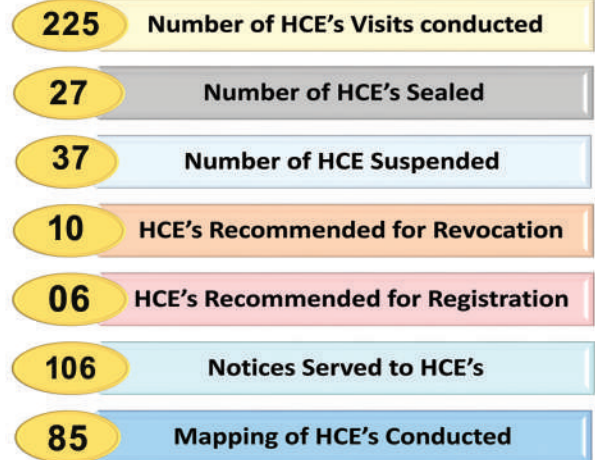 225 Number of HCE's Visits conducted
27 Number of HCE's Sealed
37 Number of HCE Suspended
10 HCE's Recommended for Revocation
06 HCE's Recommended for Registration
106 Notices Served to HCE's
85 Mapping of HCE's Conducted